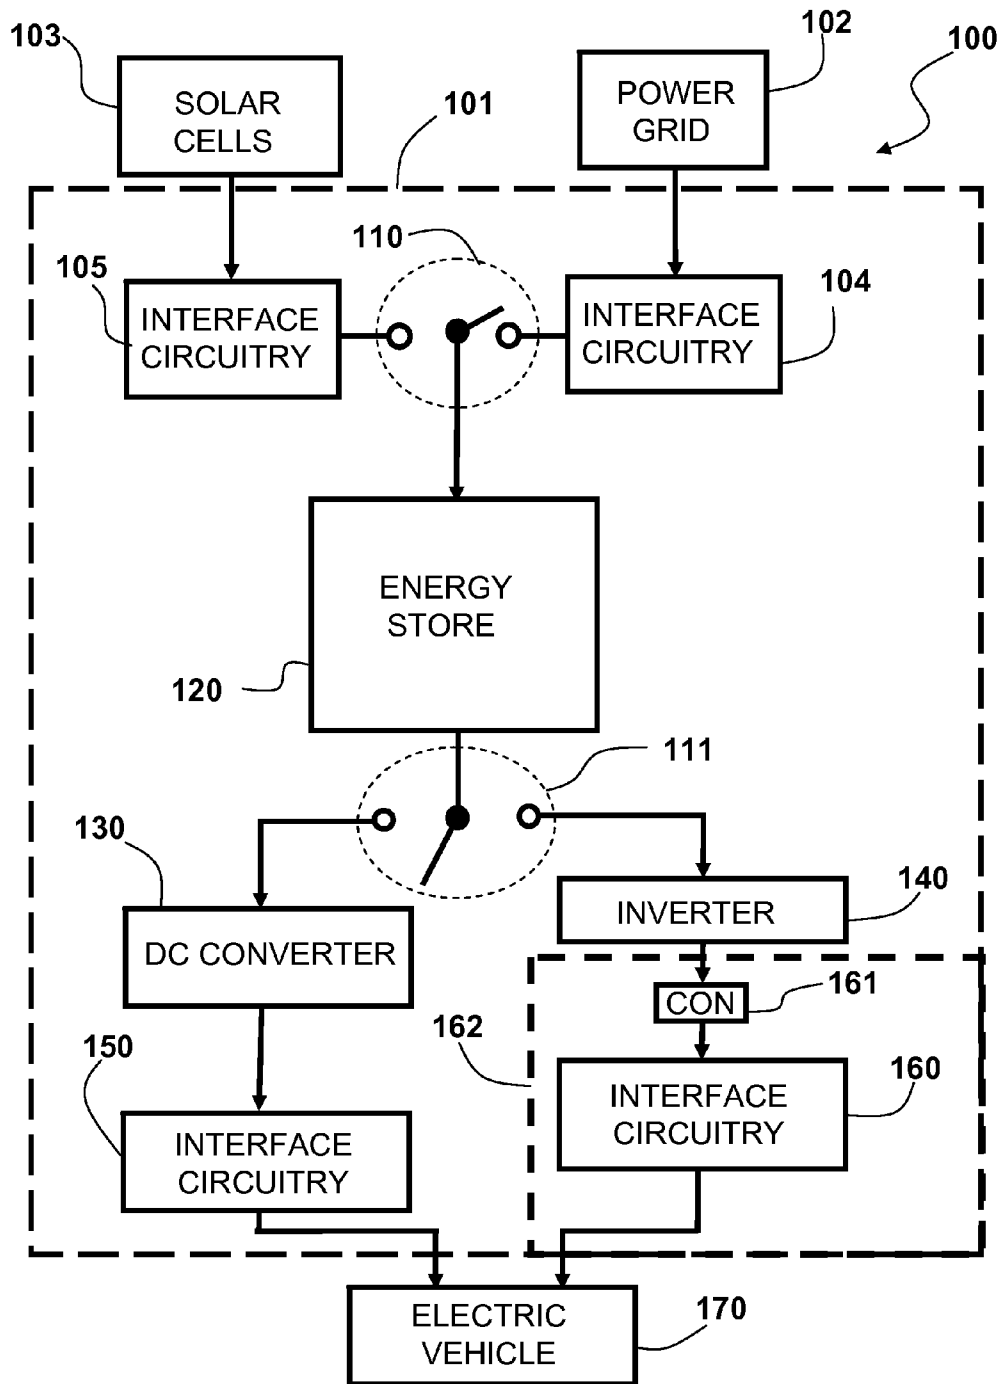 103
102
100
SOLAR
CELLS
POWER
GRID
101
110
105
104
INTERFACE
CIRCUITRY
INTERFACE
CIRCUITRY
ENERGY
STORE
120
111
130
140
INVERTER
DC CONVERTER
CON
161
162
150
160
INTERFACE
CIRCUITRY
INTERFACE
CIRCUITRY
ELECTRIC
VEHICLE
170